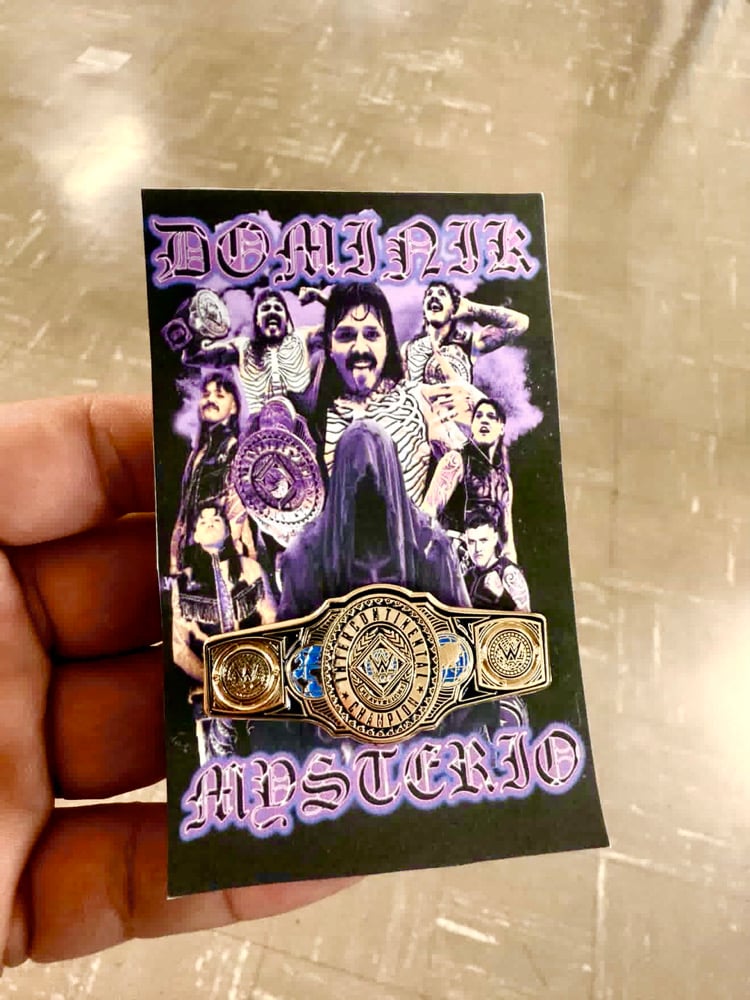 DOMINIK
INTERCONTINENTAL
CHAMPION
MYSTERIO